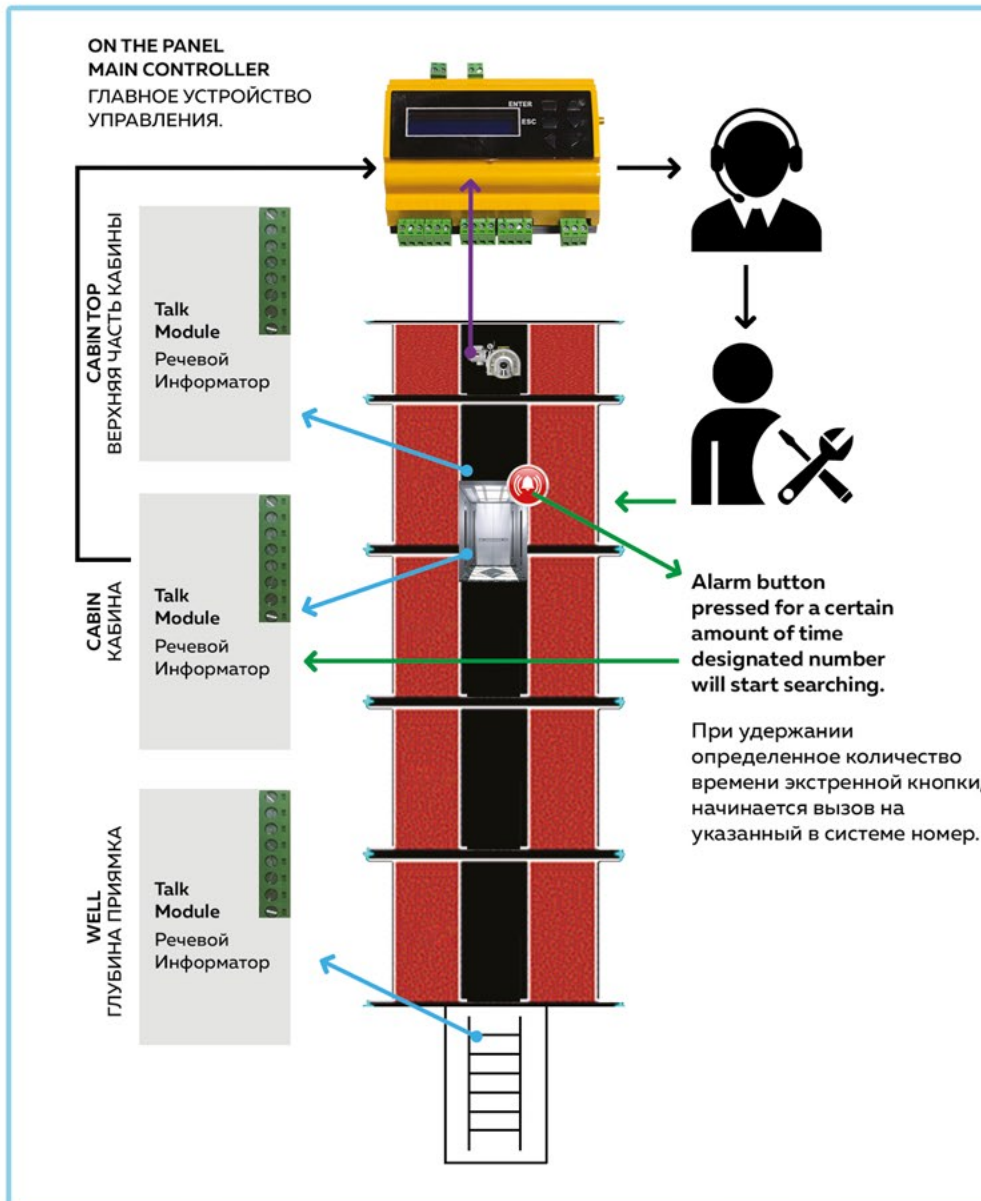 ON THE PANEL
MAIN CONTROLLER
ГЛАВНОЕ УСТРОЙСТВО
УПРАВЛЕНИЯ.
ENTER
ESC
CABIN TOP
ВЕРХНЯЯ ЧАСТЬ КАБИНЫ
Talk
Module
Речевой
Информатор
CABIN
КАБИНА
Talk
Module
Речевой
Информатор
Alarm button
pressed for a certain
amount of time
designated number
will start searching.
При удержании
определенное количество
времени экстренной кнопки,
начинается вызов на
указанный в системе номер.
WELL
ГЛУБИНА ПРИЯМКА
Talk
Module
Речевой
Информатор